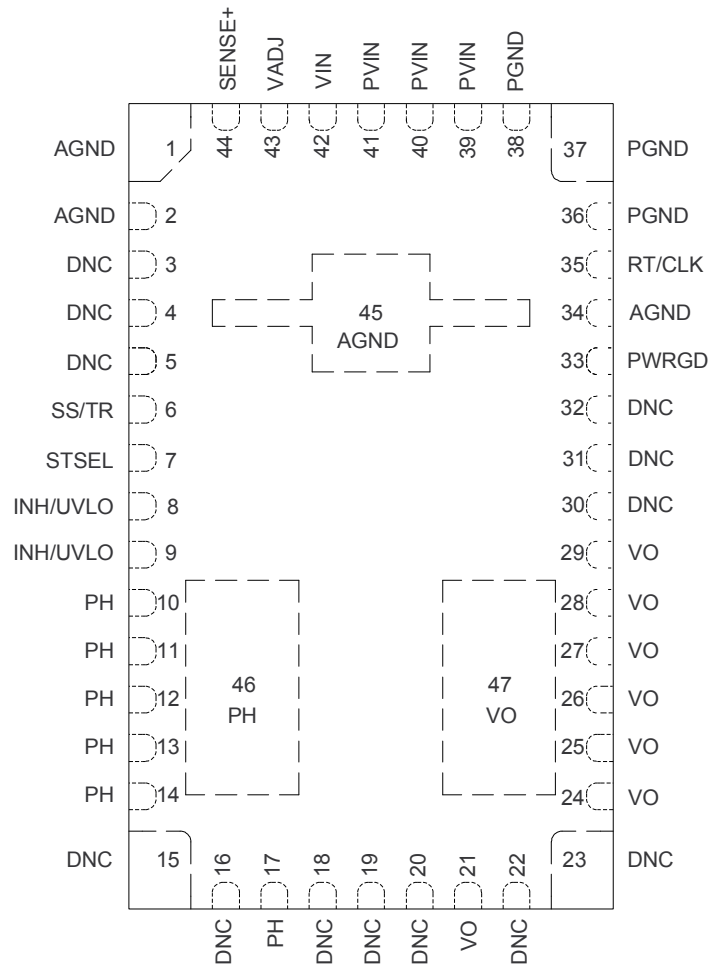 SENSE+ VADJ VIN PVIN PVIN PVIN PGND
44 43 42 41 40 39 38
AGND 1 37 PGND
AGND 2 36 PGND
DNC 3 35 RT/CLK
DNC 4 34 AGND
45
AGND
DNC 5 33 PWRGD
SS/TR 6 32 DNC
STSEL 7 31 DNC
INH/UVLO 8 30 DNC
INH/UVLO 9 29 VO
PH 10 28 VO
PH 11 27 VO
46
PH
47
VO
PH 12 26 VO
PH 13 25 VO
PH 14 24 VO
DNC 15 23 DNC
16 17 18 19 20 21 22
DNC PH DNC DNC DNC VO DNC